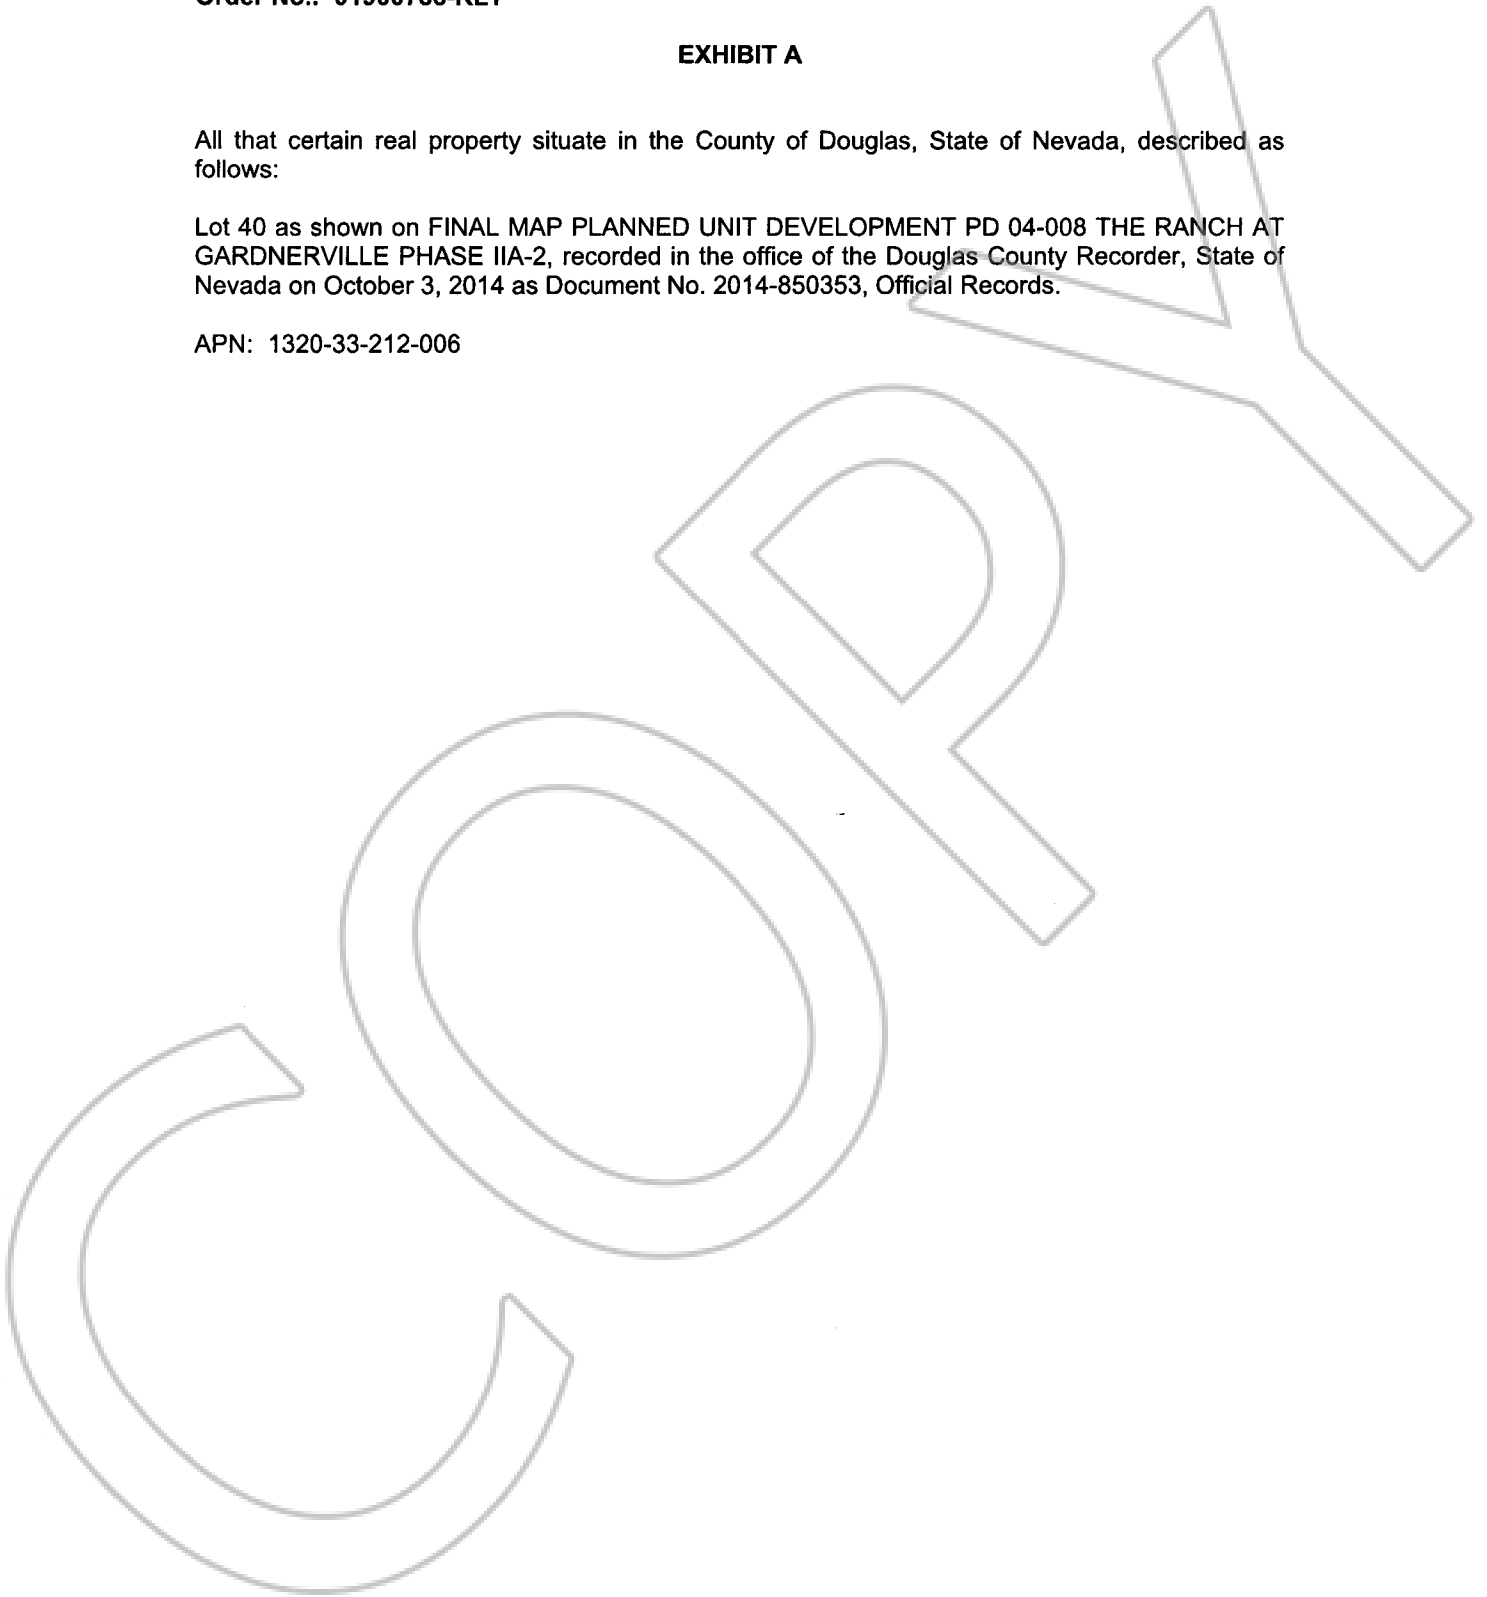 Order No.:
EXHIBIT A
All that certain real property situate in the County of Douglas, State of Nevada, described as
follows:
Lot 40 as shown on FINAL MAP PLANNED UNIT DEVELOPMENT PD 04-008 THE RANCH AT
GARDNERVILLE PHASE IIA-2, recorded in the office of the Douglas County Recorder, State of
Nevada on October 3, 2014 as Document No. 2014-850353, Official Records.
APN: 1320-33-212-006
COPY